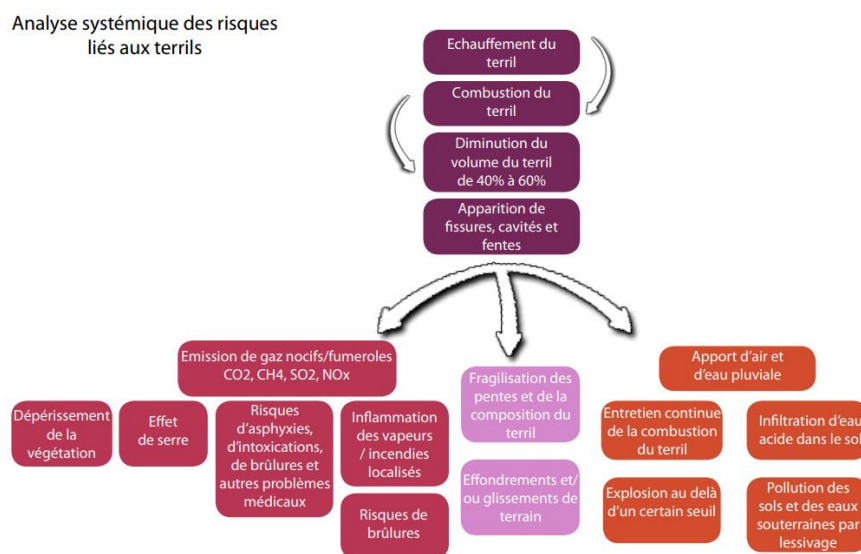 Analyse systémique des risques
liés aux terrils
Echauffement du
terril
Combustion du
terril
Diminution du
volume du terril
de 40% à 60%
Apparition de
fissures, cavités et
fentes
Emission de gaz nocifs/fumeroles
CO2, CH4, SO2, NOx
Dépérissement
de la
végétation
Effet
de serre
Risques
d'asphyxies,
d'intoxications,
de brûlures et
autres problèmes
médicaux
Inflammation
des vapeurs
/ incendies
localisés
Risques de
brûlures
Fragilisation des
pentes et de la
composition du
terril
Effondrements et/
ou glissements de
terrain
Apport d'air et
d'eau pluviale
Entretien continue
de la combustion
du terril
Explosion au delà
d'un certain seuil
Infiltration d'eau
acide dans le sol
Pollution des
sols et des eaux
souterraines par
lessivage